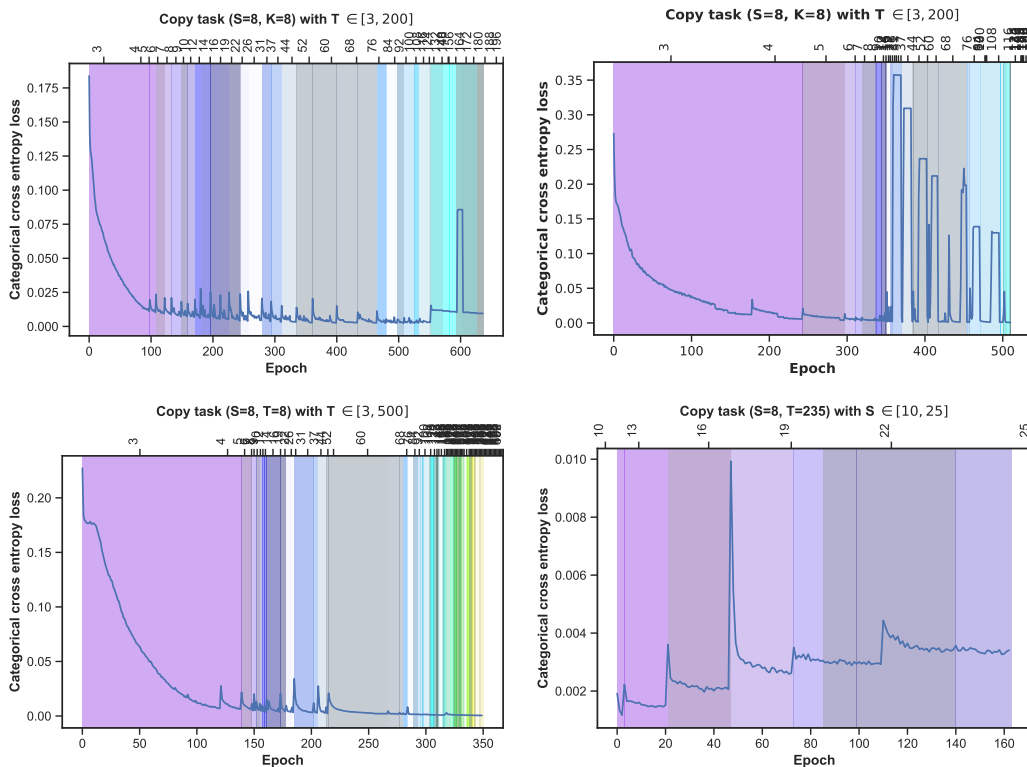 Copy task (S=8, K=8) with T ∈ [3, 200]
3 4 5 6 7 8 9 10 12 14 16 19 22 26 31 37 44 52 60 68 76 84 92 100 108 164 172 180 188 196
Categorical cross entropy loss
0.175
0.150
0.125
0.100
0.075
0.050
0.025
0.000
0 100 200 300 400 500 600
Epoch
Copy task (S=8, K=8) with T ∈ [3, 200]
3 4 5 6 7 8 37 44 60 68 76 108 116
Categorical cross entropy loss
0.35
0.30
0.25
0.20
0.15
0.10
0.05
0.00
0 100 200 300 400 500
Epoch
Copy task (S=8, T=8) with T ∈ [3, 500]
3 4 5 26 31 37 52 60 68
Categorical cross entropy loss
0.20
0.15
0.10
0.05
0.00
0 50 100 150 200 250 300 350
Epoch
Copy task (S=8, T=235) with S ∈ [10, 25]
10 13 16 19 22 25
Categorical cross entropy loss
0.010
0.008
0.006
0.004
0.002
0 20 40 60 80 100 120 140 160
Epoch